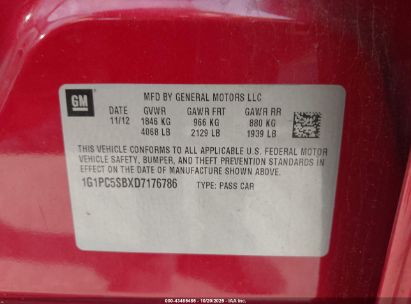 GM
MFD BY GENERAL MOTORS LLC
DATE GVWR GAWR FRT GAWR RR
11/12 1846 KG 966 KG 880 KG
4068 LB 2129 LB 1939 LB
THIS VEHICLE CONFORMS TO ALL APPLICABLE U.S. FEDERAL MOTOR
VEHICLE SAFETY, BUMPER, AND THEFT PREVENTION STANDARDS IN
EFFECT ON THE DATE OF MANUFACTURE SHOWN ABOVE.
1G1PC5SBXD7176786 TYPE: PASS CAR